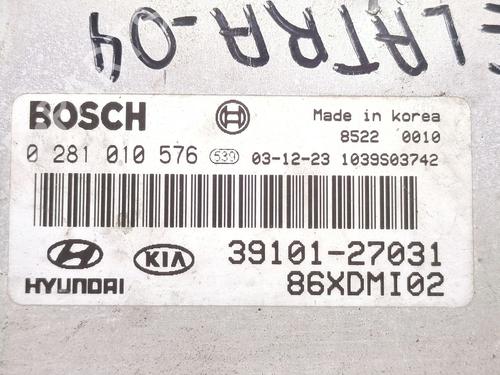 ELATRA-04
BOSCH
Made in korea
8522 0010
0 281 010 576 539 03-12-23 1039S03742
HYUNDAI KIA 39101-27031
86XDMI02